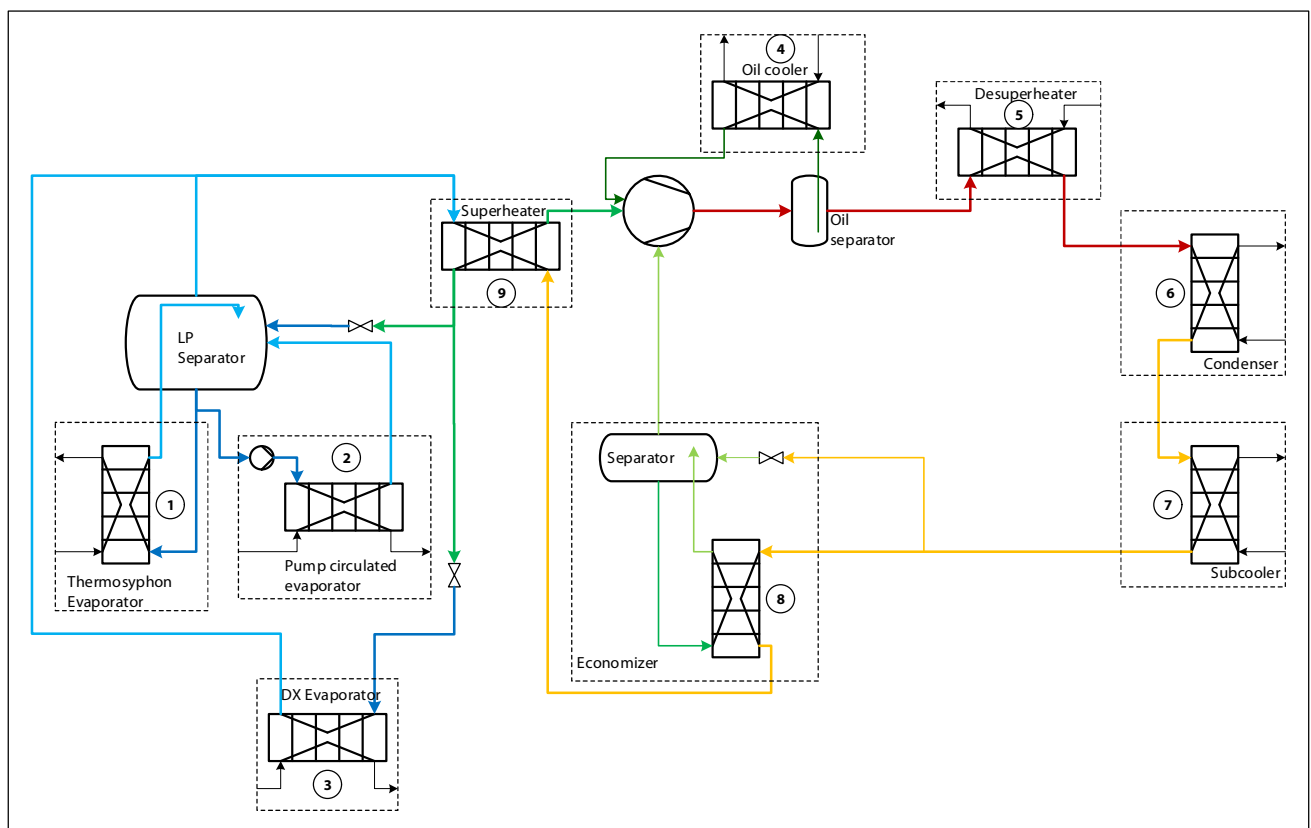 4
Oil cooler
Desuperheater
5
Superheater
9
Oil
separator
6
Condenser
LP
Separator
1
Thermosyphon
Evaporator
2
Pump circulated
evaporator
Separator
8
Economizer
7
Subcooler
DX Evaporator
3